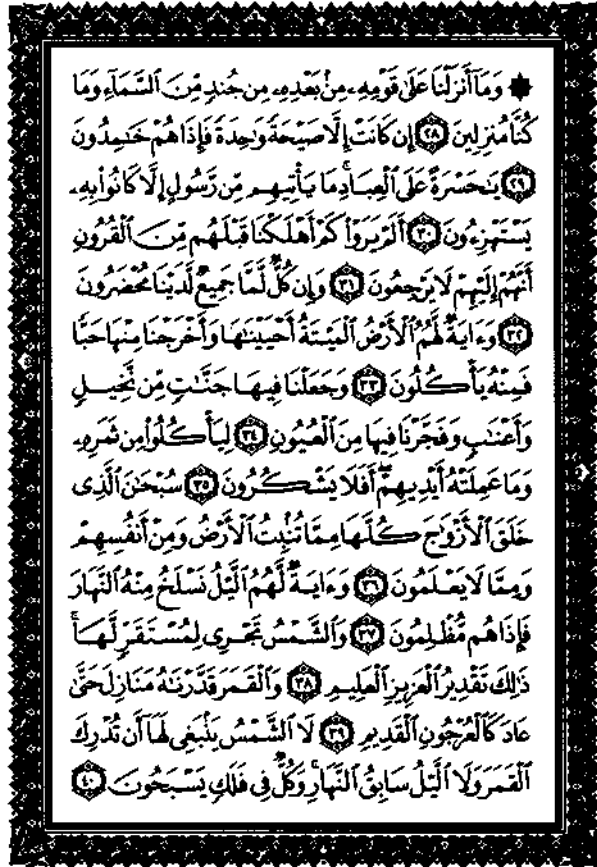 ۞ وَمَآ أَنزَلْنَا عَلَىٰ قَوْمِهِۦ مِنۢ بَعْدِهِۦ مِن جُندٍ مِّنَ ٱلسَّمَآءِ وَمَا
كُنَّا مُنزِلِينَ ٢٨ إِن كَانَتْ إِلَّا صَيْحَةً وَٰحِدَةً فَإِذَا هُمْ خَٰمِدُونَ
٢٩ يَٰحَسْرَةً عَلَى ٱلْعِبَادِ ۚ مَا يَأْتِيهِم مِّن رَّسُولٍ إِلَّا كَانُوا۟ بِهِۦ
يَسْتَهْزِءُونَ ٣٠ أَلَمْ يَرَوْا۟ كَمْ أَهْلَكْنَا قَبْلَهُم مِّنَ ٱلْقُرُونِ
أَنَّهُمْ إِلَيْهِمْ لَا يَرْجِعُونَ ٣١ وَإِن كُلٌّ لَّمَّا جَمِيعٌ لَّدَيْنَا مُحْضَرُونَ
٣٢ وَءَايَةٌ لَّهُمُ ٱلْأَرْضُ ٱلْمَيْتَةُ أَحْيَيْنَٰهَا وَأَخْرَجْنَا مِنْهَا حَبًّا
فَمِنْهُ يَأْكُلُونَ ٣٣ وَجَعَلْنَا فِيهَا جَنَّٰتٍ مِّن نَّخِيلٍ
وَأَعْنَٰبٍ وَفَجَّرْنَا فِيهَا مِنَ ٱلْعُيُونِ ٣٤ لِيَأْكُلُوا۟ مِن ثَمَرِهِۦ
وَمَا عَمِلَتْهُ أَيْدِيهِمْ ۖ أَفَلَا يَشْكُرُونَ ٣٥ سُبْحَٰنَ ٱلَّذِى
خَلَقَ ٱلْأَزْوَٰجَ كُلَّهَا مِمَّا تُنۢبِتُ ٱلْأَرْضُ وَمِنْ أَنفُسِهِمْ
وَمِمَّا لَا يَعْلَمُونَ ٣٦ وَءَايَةٌ لَّهُمُ ٱلَّيْلُ نَسْلَخُ مِنْهُ ٱلنَّهَارَ
فَإِذَا هُم مُّظْلِمُونَ ٣٧ وَٱلشَّمْسُ تَجْرِى لِمُسْتَقَرٍّ لَّهَا ۚ
ذَٰلِكَ تَقْدِيرُ ٱلْعَزِيزِ ٱلْعَلِيمِ ٣٨ وَٱلْقَمَرَ قَدَّرْنَٰهُ مَنَازِلَ حَتَّىٰ
عَادَ كَٱلْعُرْجُونِ ٱلْقَدِيمِ ٣٩ لَا ٱلشَّمْسُ يَنۢبَغِى لَهَآ أَن تُدْرِكَ
ٱلْقَمَرَ وَلَا ٱلَّيْلُ سَابِقُ ٱلنَّهَارِ ۚ وَكُلٌّ فِى فَلَكٍ يَسْبَحُونَ ٤٠